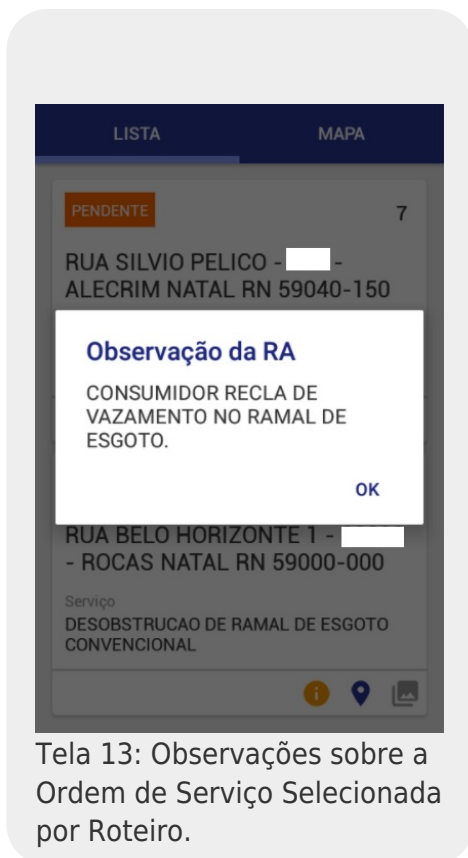 LISTA MAPA
PENDENTE 7
RUA SILVIO PELICO - -
ALECRIM NATAL RN 59040-150
Observação da RA
CONSUMIDOR RECLA DE
VAZAMENTO NO RAMAL DE
ESGOTO.
OK
RUA BELO HORIZONTE 1 -
- ROCAS NATAL RN 59000-000
Serviço
DESOBSTRUCAO DE RAMAL DE ESGOTO
CONVENCIONAL
Tela 13: Observações sobre a
Ordem de Serviço Selecionada
por Roteiro.